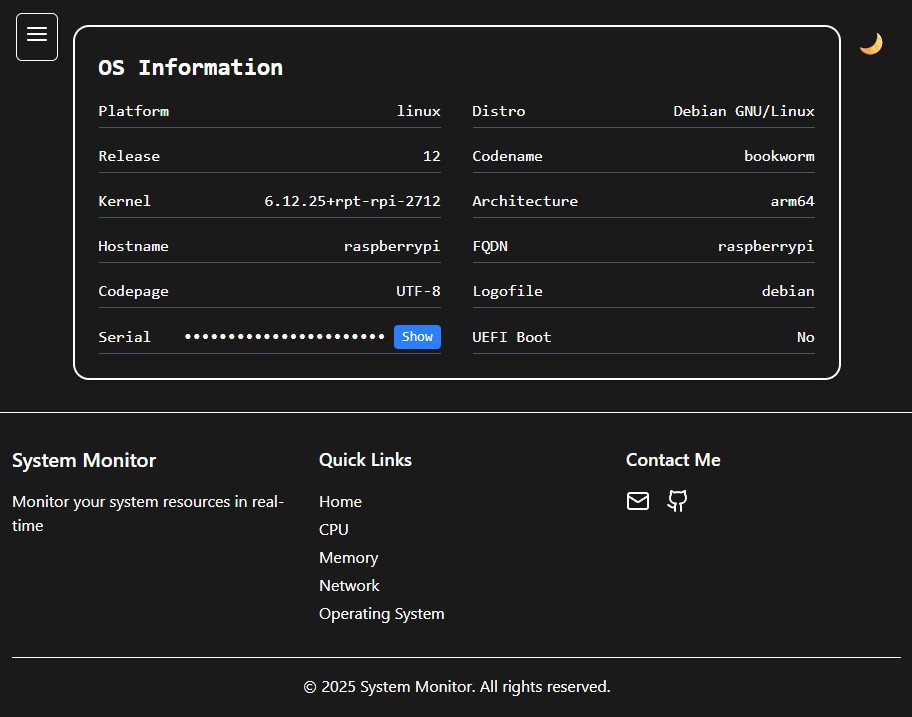 OS Information
Platform linux Distro Debian GNU/Linux
Release 12 Codename bookworm
Kernel 6.12.25+rpt-rpi-2712 Architecture arm64
Hostname raspberrypi FQDN raspberrypi
Codepage UTF-8 Logofile debian
Serial ••••••••••••••••••••••• Show UEFI Boot No
System Monitor
Monitor your system resources in real-
time
Quick Links
Home
CPU
Memory
Network
Operating System
Contact Me
© 2025 System Monitor. All rights reserved.